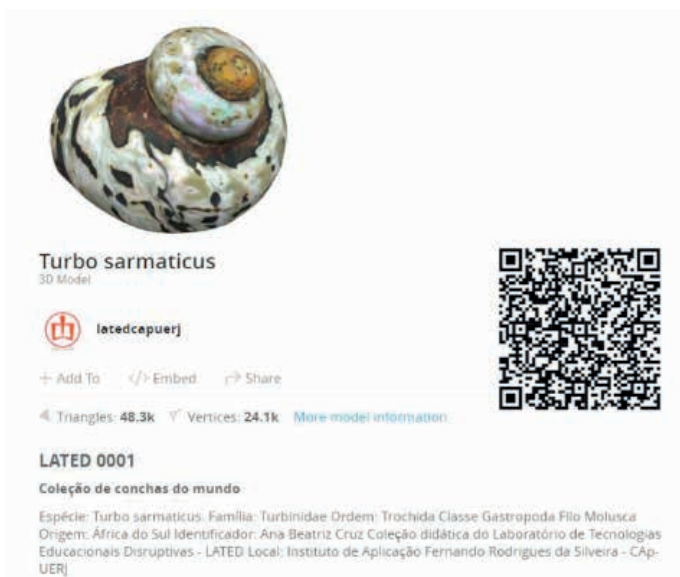 Turbo sarmaticus
3D Model
latedcapuerj
+ Add To </> Embed Share
Triangles: 48.3k Vertices: 24.1k More model information
LATED 0001
Coleção de conchas do mundo
Espécie: Turbo sarmaticus. Família: Turbinidae Ordem: Trochida Classe Gastropoda Filo Molusca
Origem: África do Sul Identificador: Ana Beatriz Cruz Coleção didática do Laboratório de Tecnologias
Educacionais Disruptivas - LATED Local: Instituto de Aplicação Fernando Rodrigues da Silveira - CAp-
UERJ